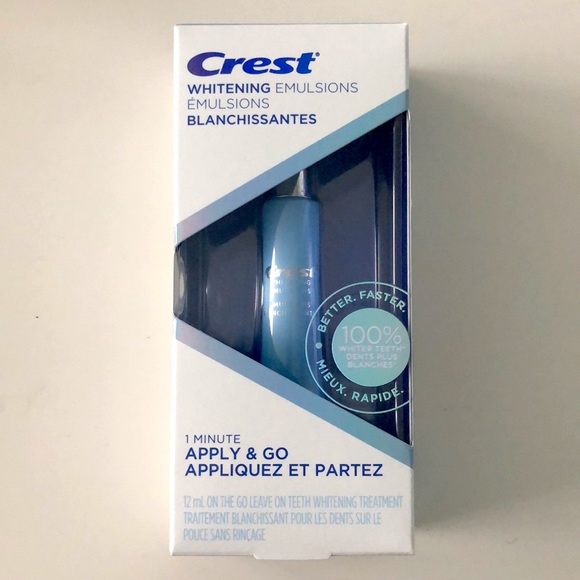 Crest
WHITENING EMULSIONS
ÉMULSIONS
BLANCHISSANTES
Crest
BETTER. FASTER.
100%
WHITER TEETH*
DENTS PLUS
BLANCHES*
MIEUX. RAPIDE.
1 MINUTE
APPLY & GO
APPLIQUEZ ET PARTEZ
12 mL ON THE GO LEAVE ON TEETH WHITENING TREATMENT
TRAITEMENT BLANCHISSANT POUR LES DENTS SUR LE
POUCE SANS RINÇAGE